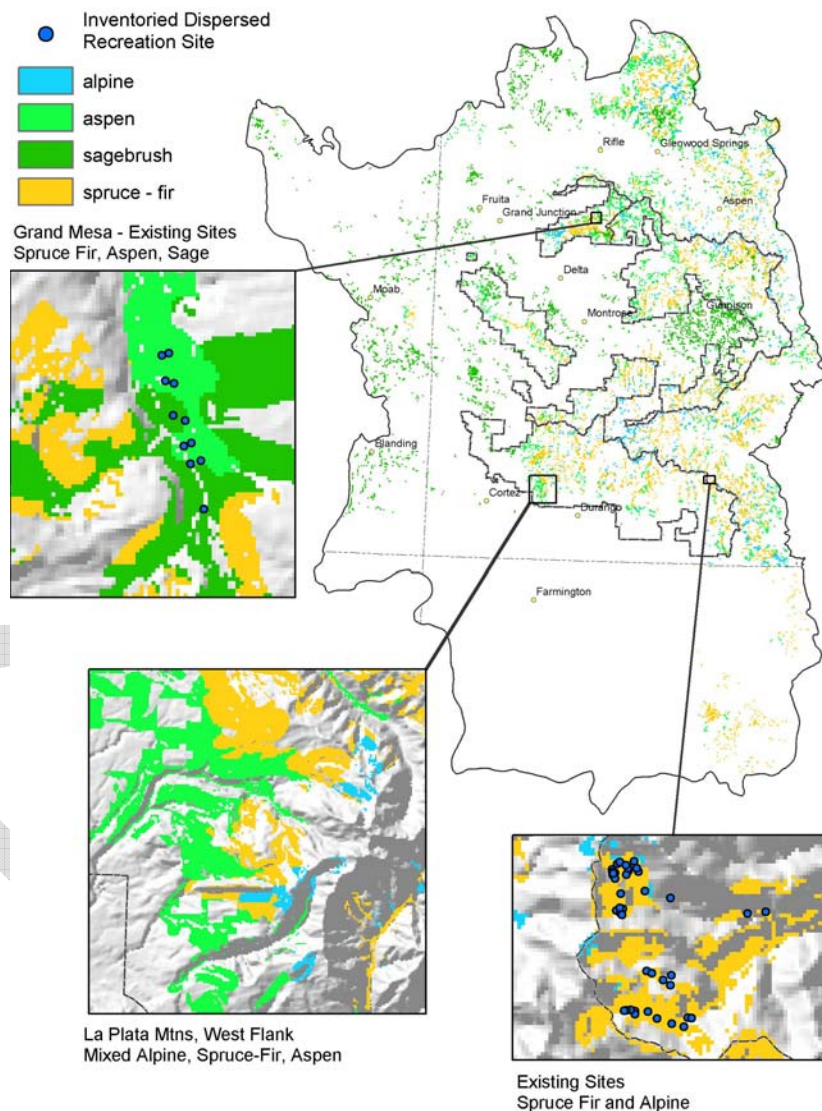 Inventoried Dispersed
Recreation Site
alpine
aspen
sagebrush
spruce - fir
Grand Mesa - Existing Sites
Spruce Fir, Aspen, Sage
Rifle
Glenwood Springs
Fruita
Grand Junction
Aspen
Delta
Moab
Montrose
Gunnison
Blanding
Cortez
Durango
Farmington
La Plata Mtns, West Flank
Mixed Alpine, Spruce-Fir, Aspen
Existing Sites
Spruce Fir and Alpine